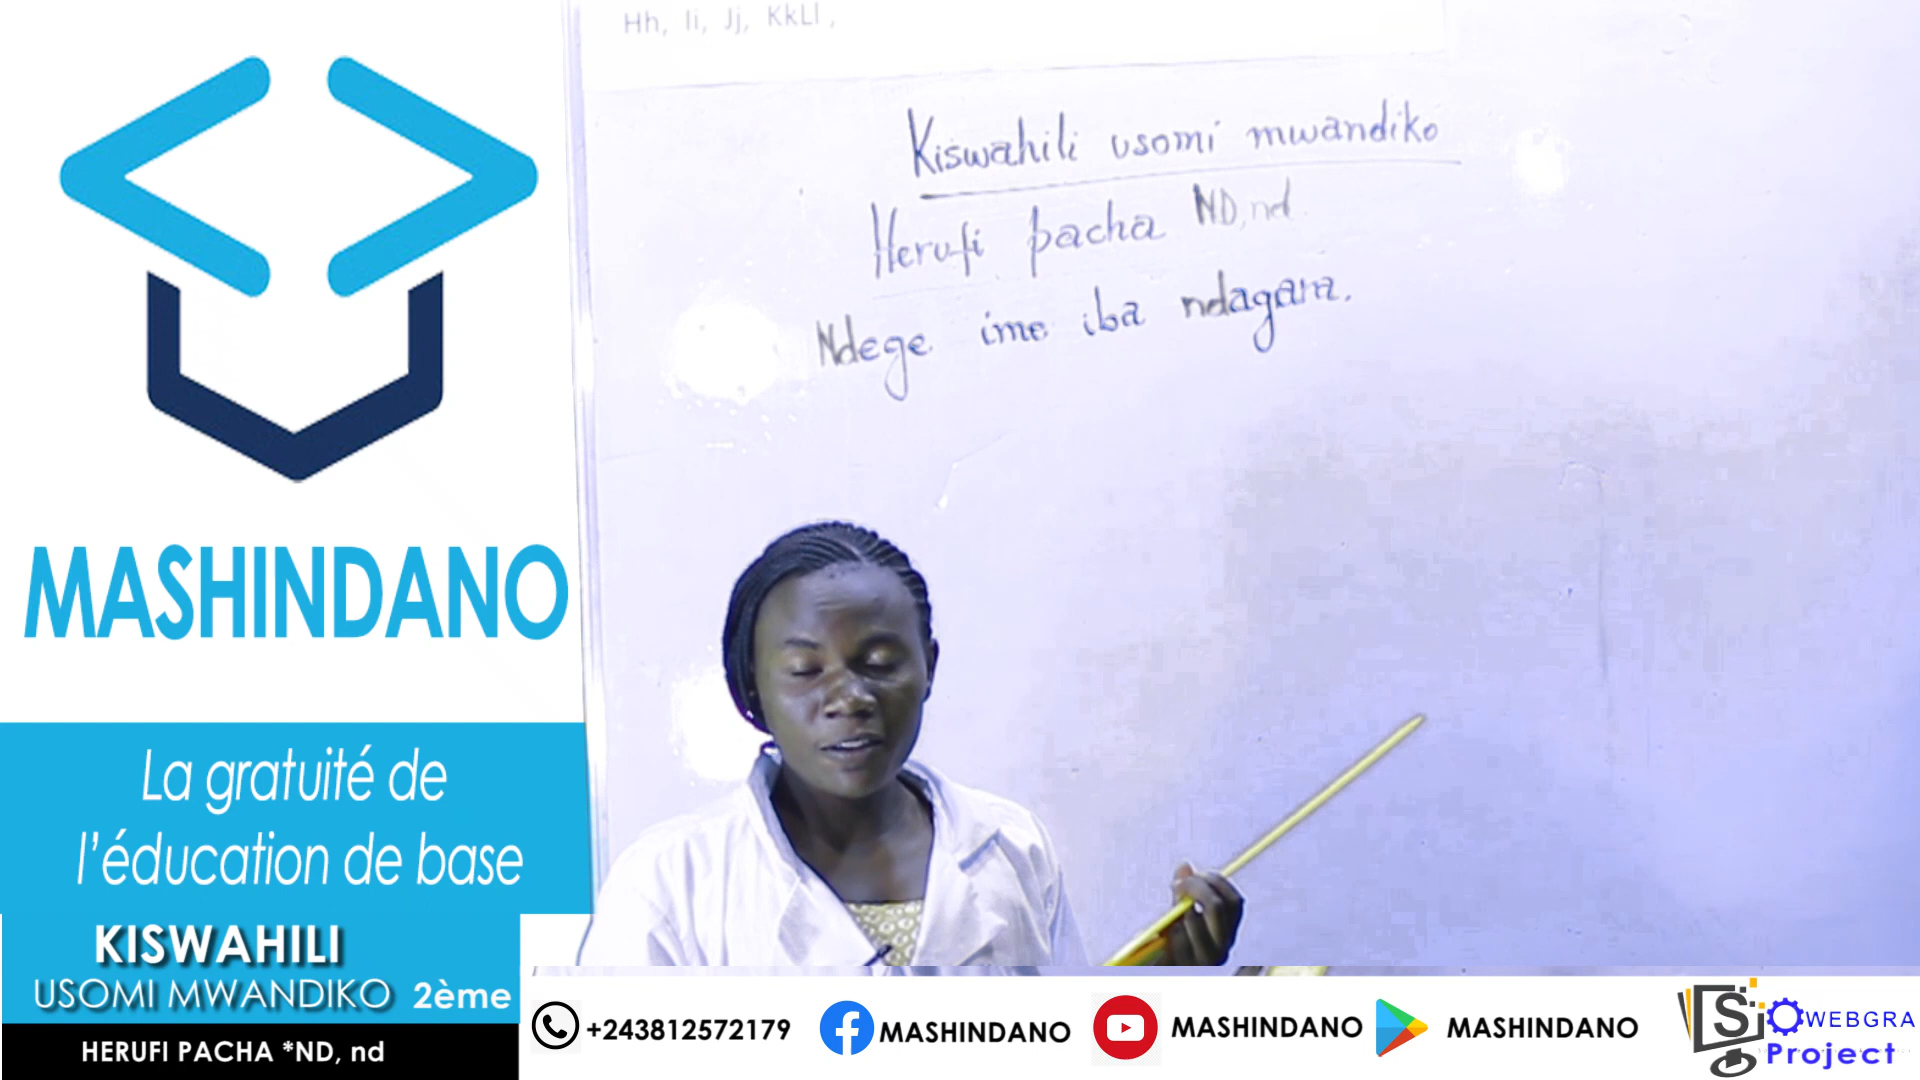 Hh, Ii, Jj, KkLl,
Kiswahili usomi mwandiko
Herufi pacha ND, nd.
Ndege ime iba ndagara.
MASHINDANO
La gratuité de
l'éducation de base
KISWAHILI
USOMI MWANDIKO 2ème
HERUFI PACHA *ND, nd
+243812572179
MASHINDANO
MASHINDANO
MASHINDANO
WEBGRA
Project